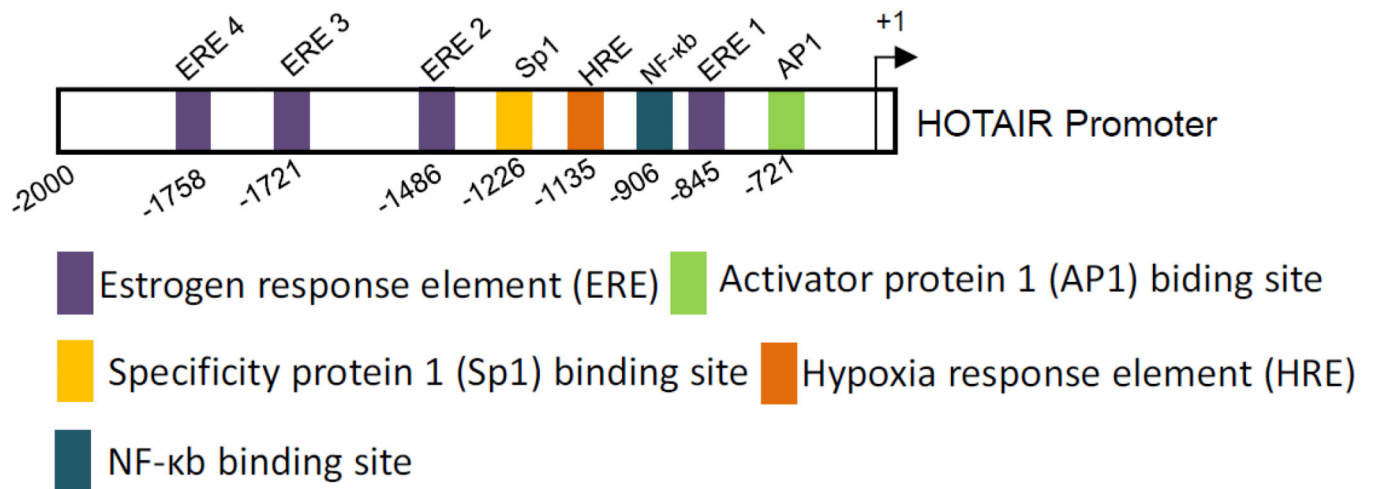 ERE 4 ERE 3 ERE 2 Sp1 HRE NF-κb ERE 1 AP1 +1
HOTAIR Promoter
-2000 -1758 -1721 -1486 -1226 -1135 -906 -845 -721
Estrogen response element (ERE) Activator protein 1 (AP1) biding site
Specificity protein 1 (Sp1) binding site Hypoxia response element (HRE)
NF-κb binding site